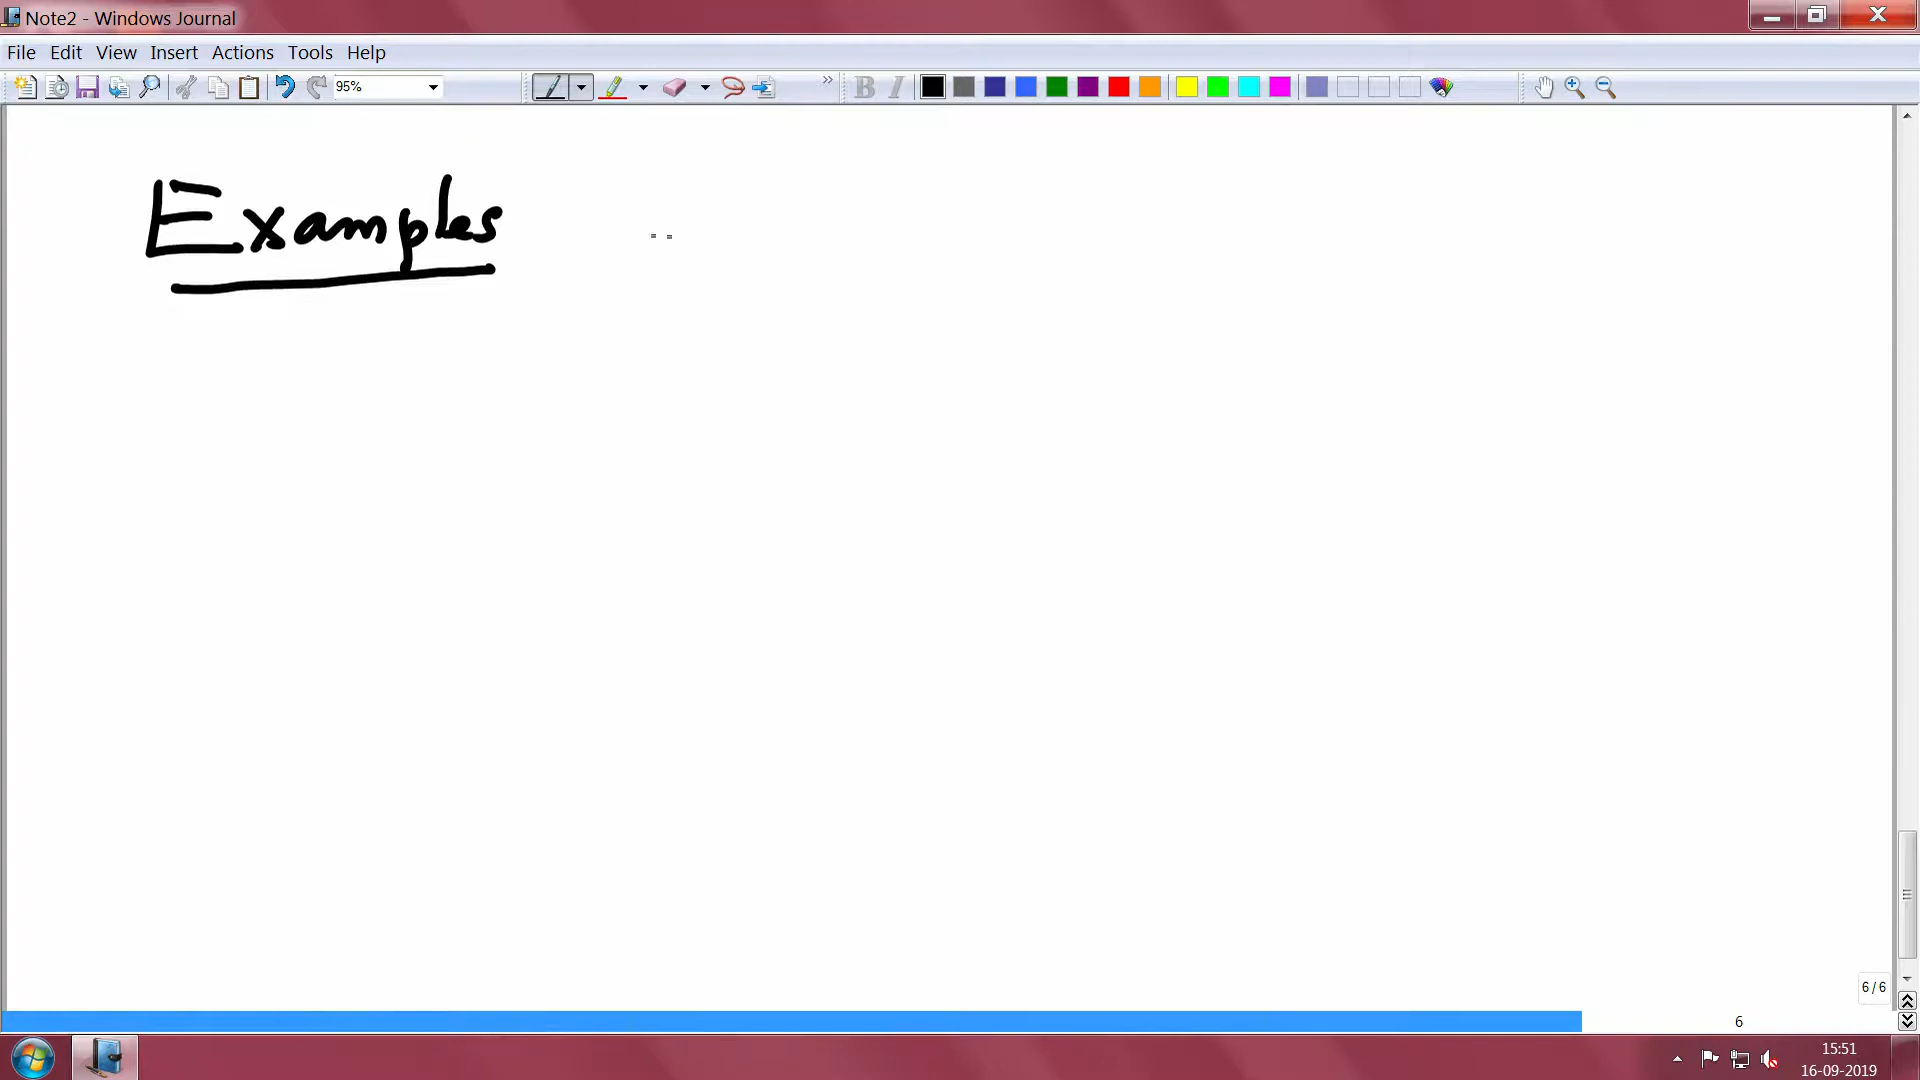 Note2 - Windows Journal
File Edit View Insert Actions Tools Help
95%
B I
Examples
6 / 6
6
15:51
16-09-2019